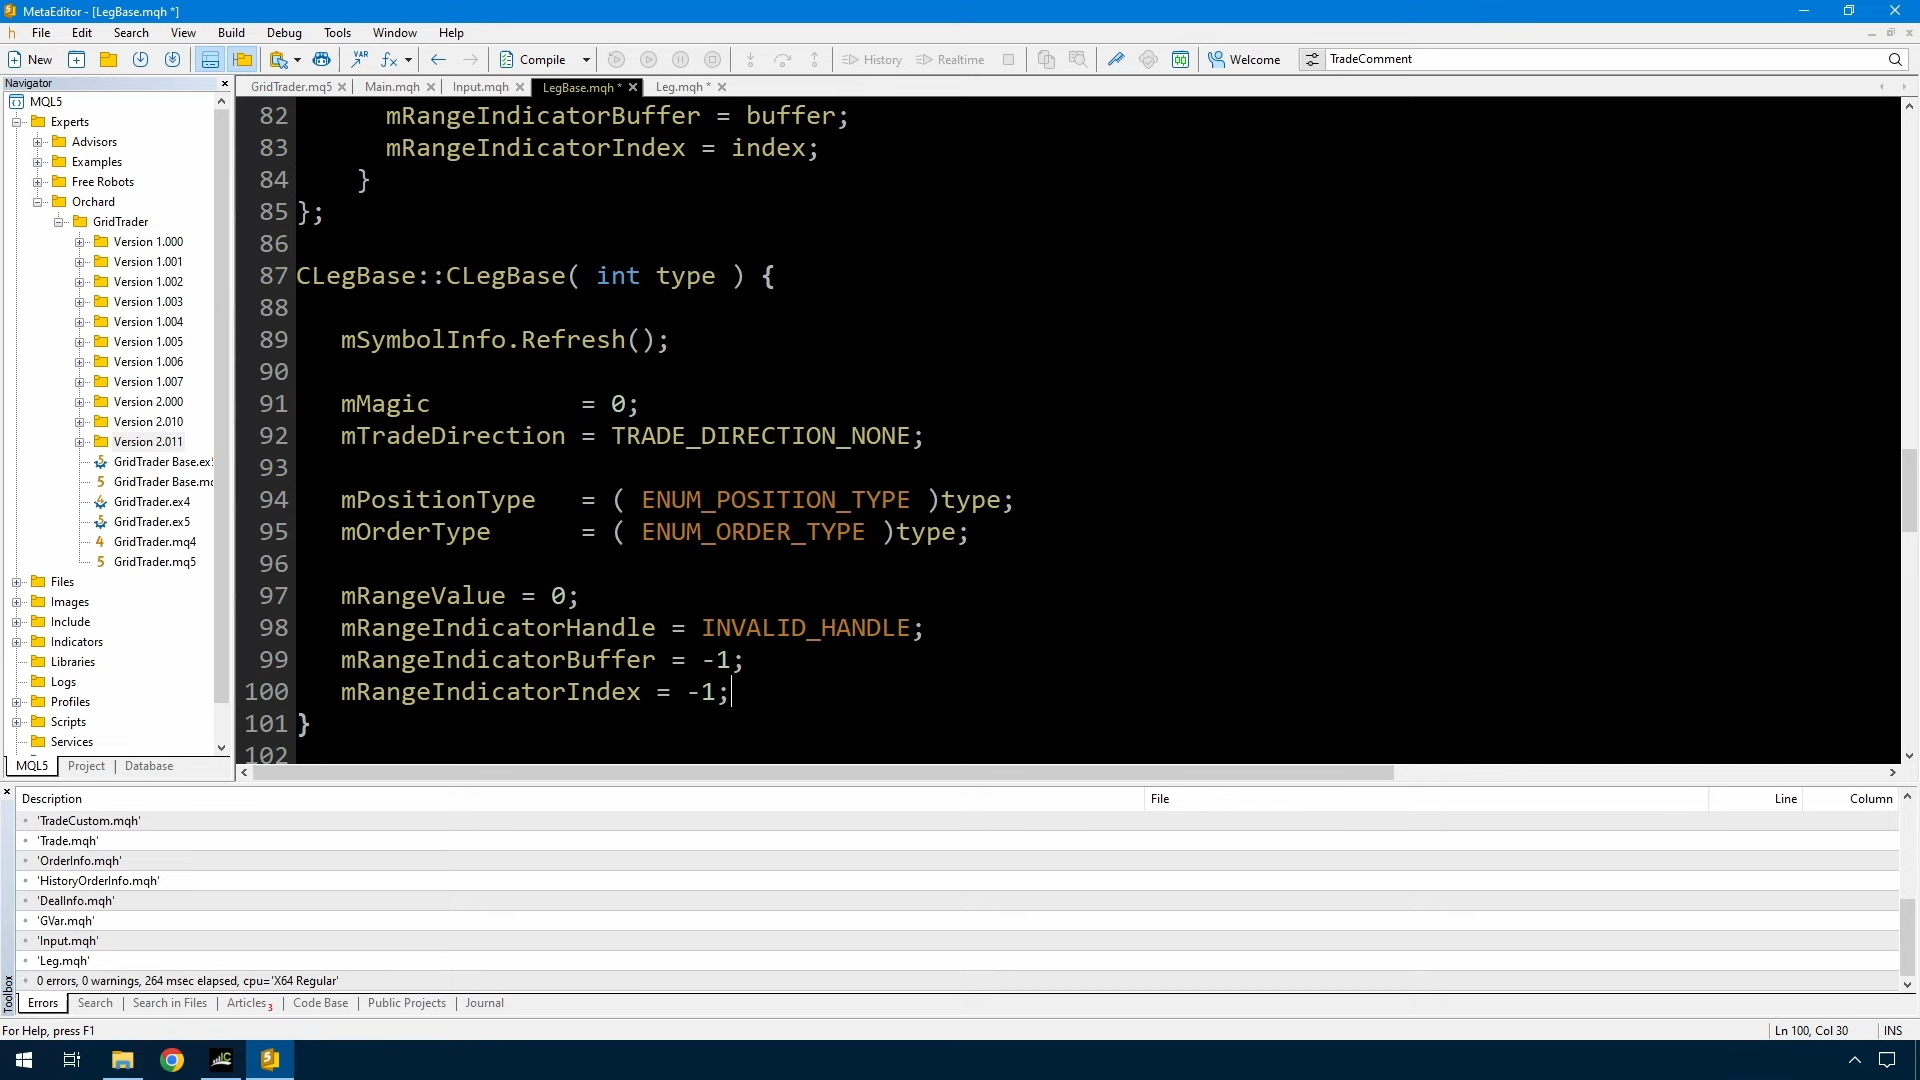 MetaEditor - [LegBase.mqh *]
File Edit Search View Build Debug Tools Window Help
New Compile History Realtime Welcome TradeComment
Navigator
GridTrader.mq5 Main.mqh Input.mqh LegBase.mqh * Leg.mqh *
MQL5
Experts
Advisors
Examples
Free Robots
Orchard
GridTrader
Version 1.000
Version 1.001
Version 1.002
Version 1.003
Version 1.004
Version 1.005
Version 1.006
Version 1.007
Version 2.000
Version 2.010
Version 2.011
GridTrader Base.ex5
GridTrader Base.mq
GridTrader.ex4
GridTrader.ex5
GridTrader.mq4
GridTrader.mq5
Files
Images
Include
Indicators
Libraries
Logs
Profiles
Scripts
Services
MQL5 Project Database
82 mRangeIndicatorBuffer = buffer;
83 mRangeIndicatorIndex = index;
84 }
85 };
86
87 CLegBase::CLegBase( int type ) {
88
89 mSymbolInfo.Refresh();
90
91 mMagic = 0;
92 mTradeDirection = TRADE_DIRECTION_NONE;
93
94 mPositionType = ( ENUM_POSITION_TYPE )type;
95 mOrderType = ( ENUM_ORDER_TYPE )type;
96
97 mRangeValue = 0;
98 mRangeIndicatorHandle = INVALID_HANDLE;
99 mRangeIndicatorBuffer = -1;
100 mRangeIndicatorIndex = -1;
101 }
102
Description File Line Column
'TradeCustom.mqh'
'Trade.mqh'
'OrderInfo.mqh'
'HistoryOrderInfo.mqh'
'DealInfo.mqh'
'GVar.mqh'
'Input.mqh'
'Leg.mqh'
0 errors, 0 warnings, 264 msec elapsed, cpu='X64 Regular'
Toolbox
Errors Search Search in Files Articles 3 Code Base Public Projects Journal
For Help, press F1 Ln 100, Col 30 INS